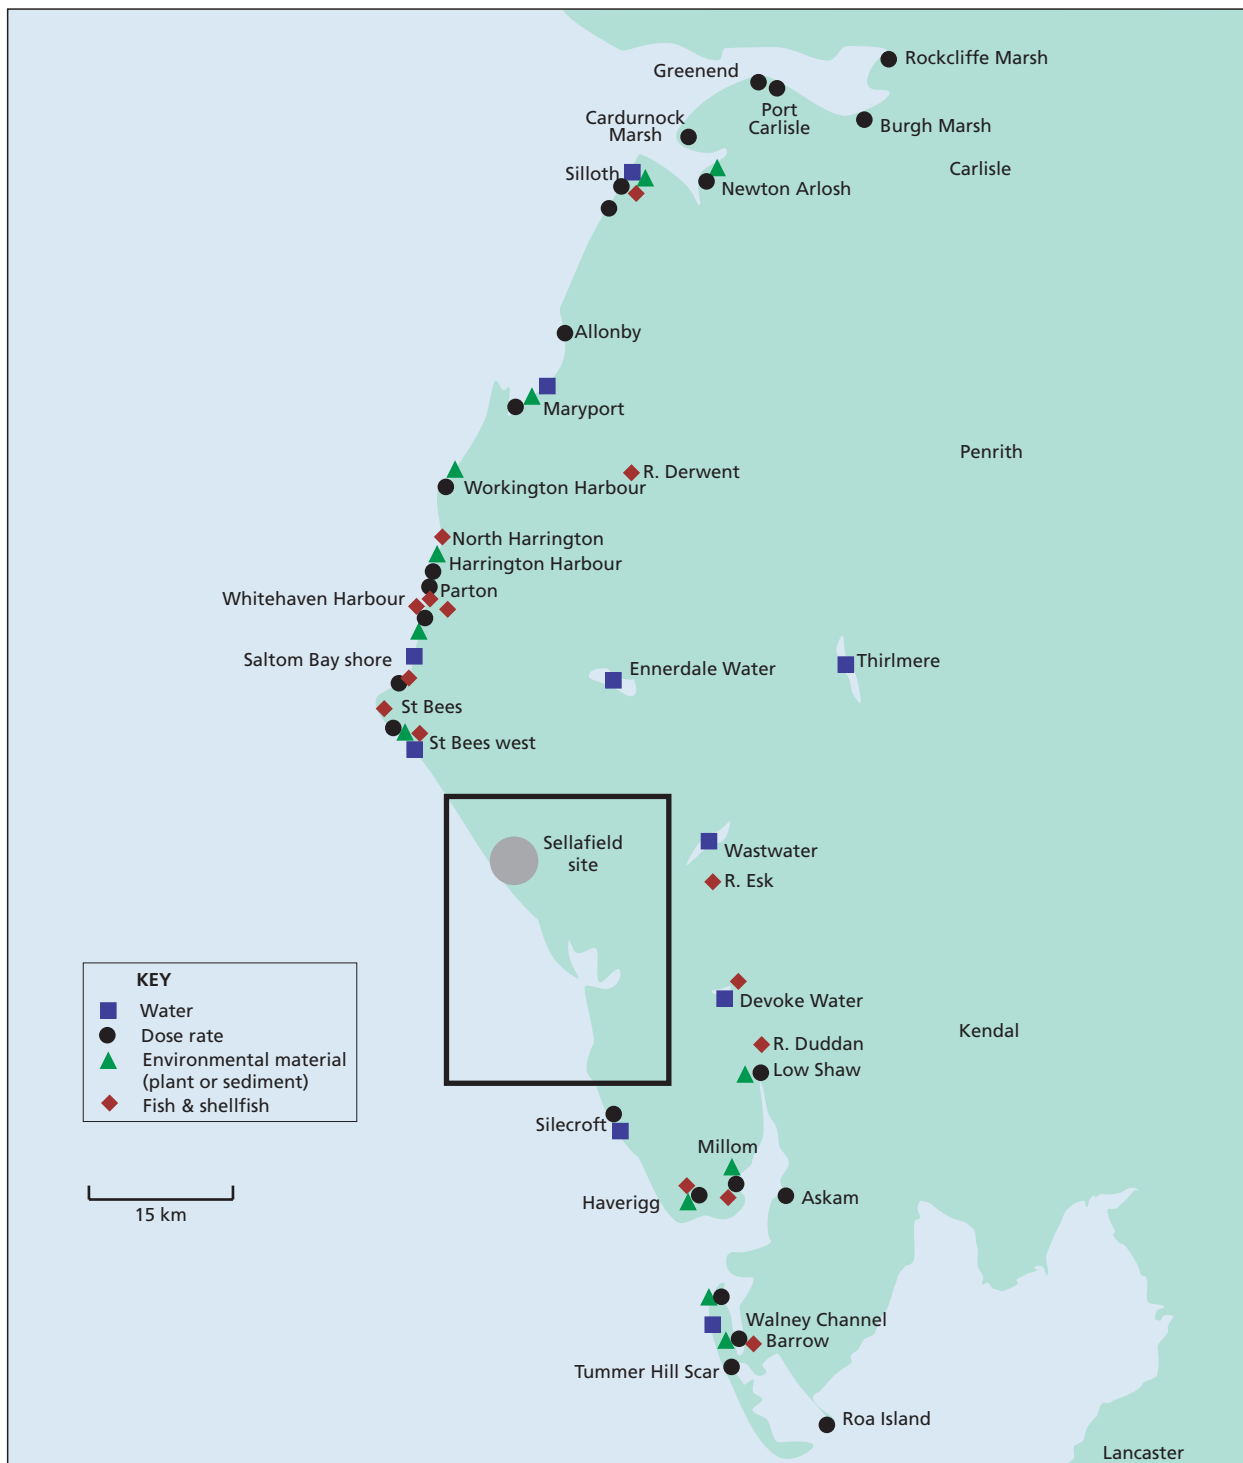 Rockcliffe Marsh
Greenend
Port
Carlisle
Cardurnock
Marsh
Burgh Marsh
Carlisle
Silloth
Newton Arlosh
Allonby
Maryport
Penrith
R. Derwent
Workington Harbour
North Harrington
Harrington Harbour
Parton
Whitehaven Harbour
Saltom Bay shore
Ennerdale Water
Thirlmere
St Bees
St Bees west
Sellafield
site
Wastwater
R. Esk
KEY
Water
Dose rate
Environmental material
(plant or sediment)
Fish & shellfish
Devoke Water
Kendal
R. Duddan
Low Shaw
Silecroft
Millom
Haverigg
Askam
15 km
Walney Channel
Barrow
Tummer Hill Scar
Roa Island
Lancaster